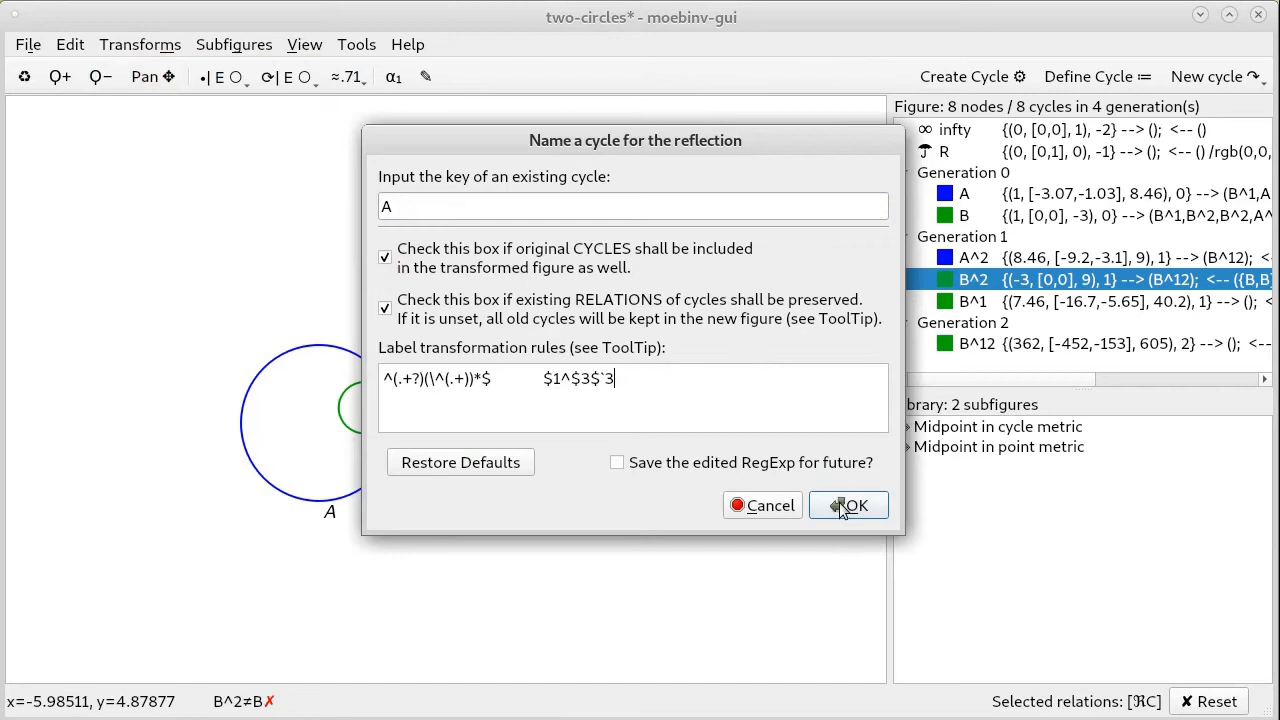 two-circles* - moebinv-gui
File Edit Transforms Subfigures View Tools Help
Pan E E ≈.71 α₁ Create Cycle Define Cycle New cycle
Figure: 8 nodes / 8 cycles in 4 generation(s)
∞ infty {(0, [0,0], 1), -2} --> (); <-- ()
R {(0, [0,1], 0), -1} --> (); <-- () /rgb(0,0,
Generation 0
A {(1, [-3.07,-1.03], 8.46), 0} --> (B^1,A
B {(1, [0,0], -3), 0} --> (B^1,B^2,B^2,A^
Generation 1
A^2 {(8.46, [-9.2,-3.1], 9), 1} --> (B^12); <-
B^2 {(-3, [0,0], 9), 1} --> (B^12); <-- ({B,B
B^1 {(7.46, [-16.7,-5.65], 40.2), 1} --> (); <
Generation 2
B^12 {(362, [-452,-153], 605), 2} --> (); <--
brary: 2 subfigures
Midpoint in cycle metric
Midpoint in point metric
Name a cycle for the reflection
Input the key of an existing cycle:
A
Check this box if original CYCLES shall be included
in the transformed figure as well.
Check this box if existing RELATIONS of cycles shall be preserved.
If it is unset, all old cycles will be kept in the new figure (see ToolTip).
Label transformation rules (see ToolTip):
^(.+?)(\^(.+))*$ $1^$3$`3
Restore Defaults Save the edited RegExp for future?
Cancel OK
A
x=-5.98511, y=4.87877 B^2≠B✗ Selected relations: [ℜC] ✘ Reset